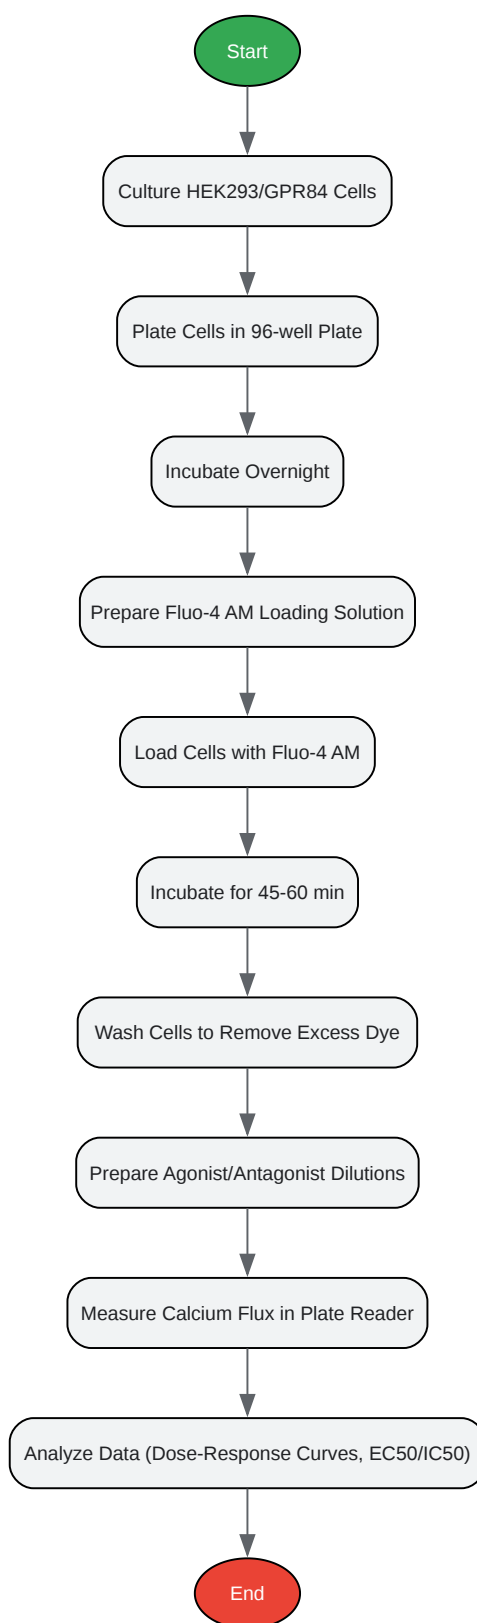 Start
Culture HEK293/GPR84 Cells
Plate Cells in 96-well Plate
Incubate Overnight
Prepare Fluo-4 AM Loading Solution
Load Cells with Fluo-4 AM
Incubate for 45-60 min
Wash Cells to Remove Excess Dye
Prepare Agonist/Antagonist Dilutions
Measure Calcium Flux in Plate Reader
Analyze Data (Dose-Response Curves, EC50/IC50)
End